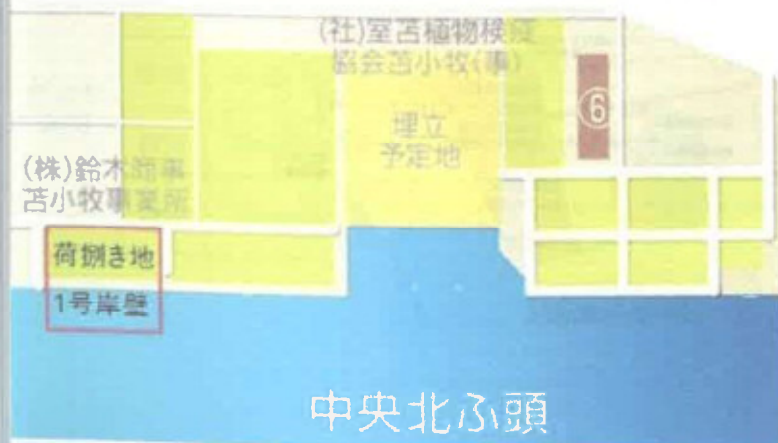 (社)室苫植物検疫
協会苫小牧(事)
⑥
埋立
予定地
(株)鈴木商事
苫小牧事業所
荷捌き地
1号岸壁
中央北ふ頭